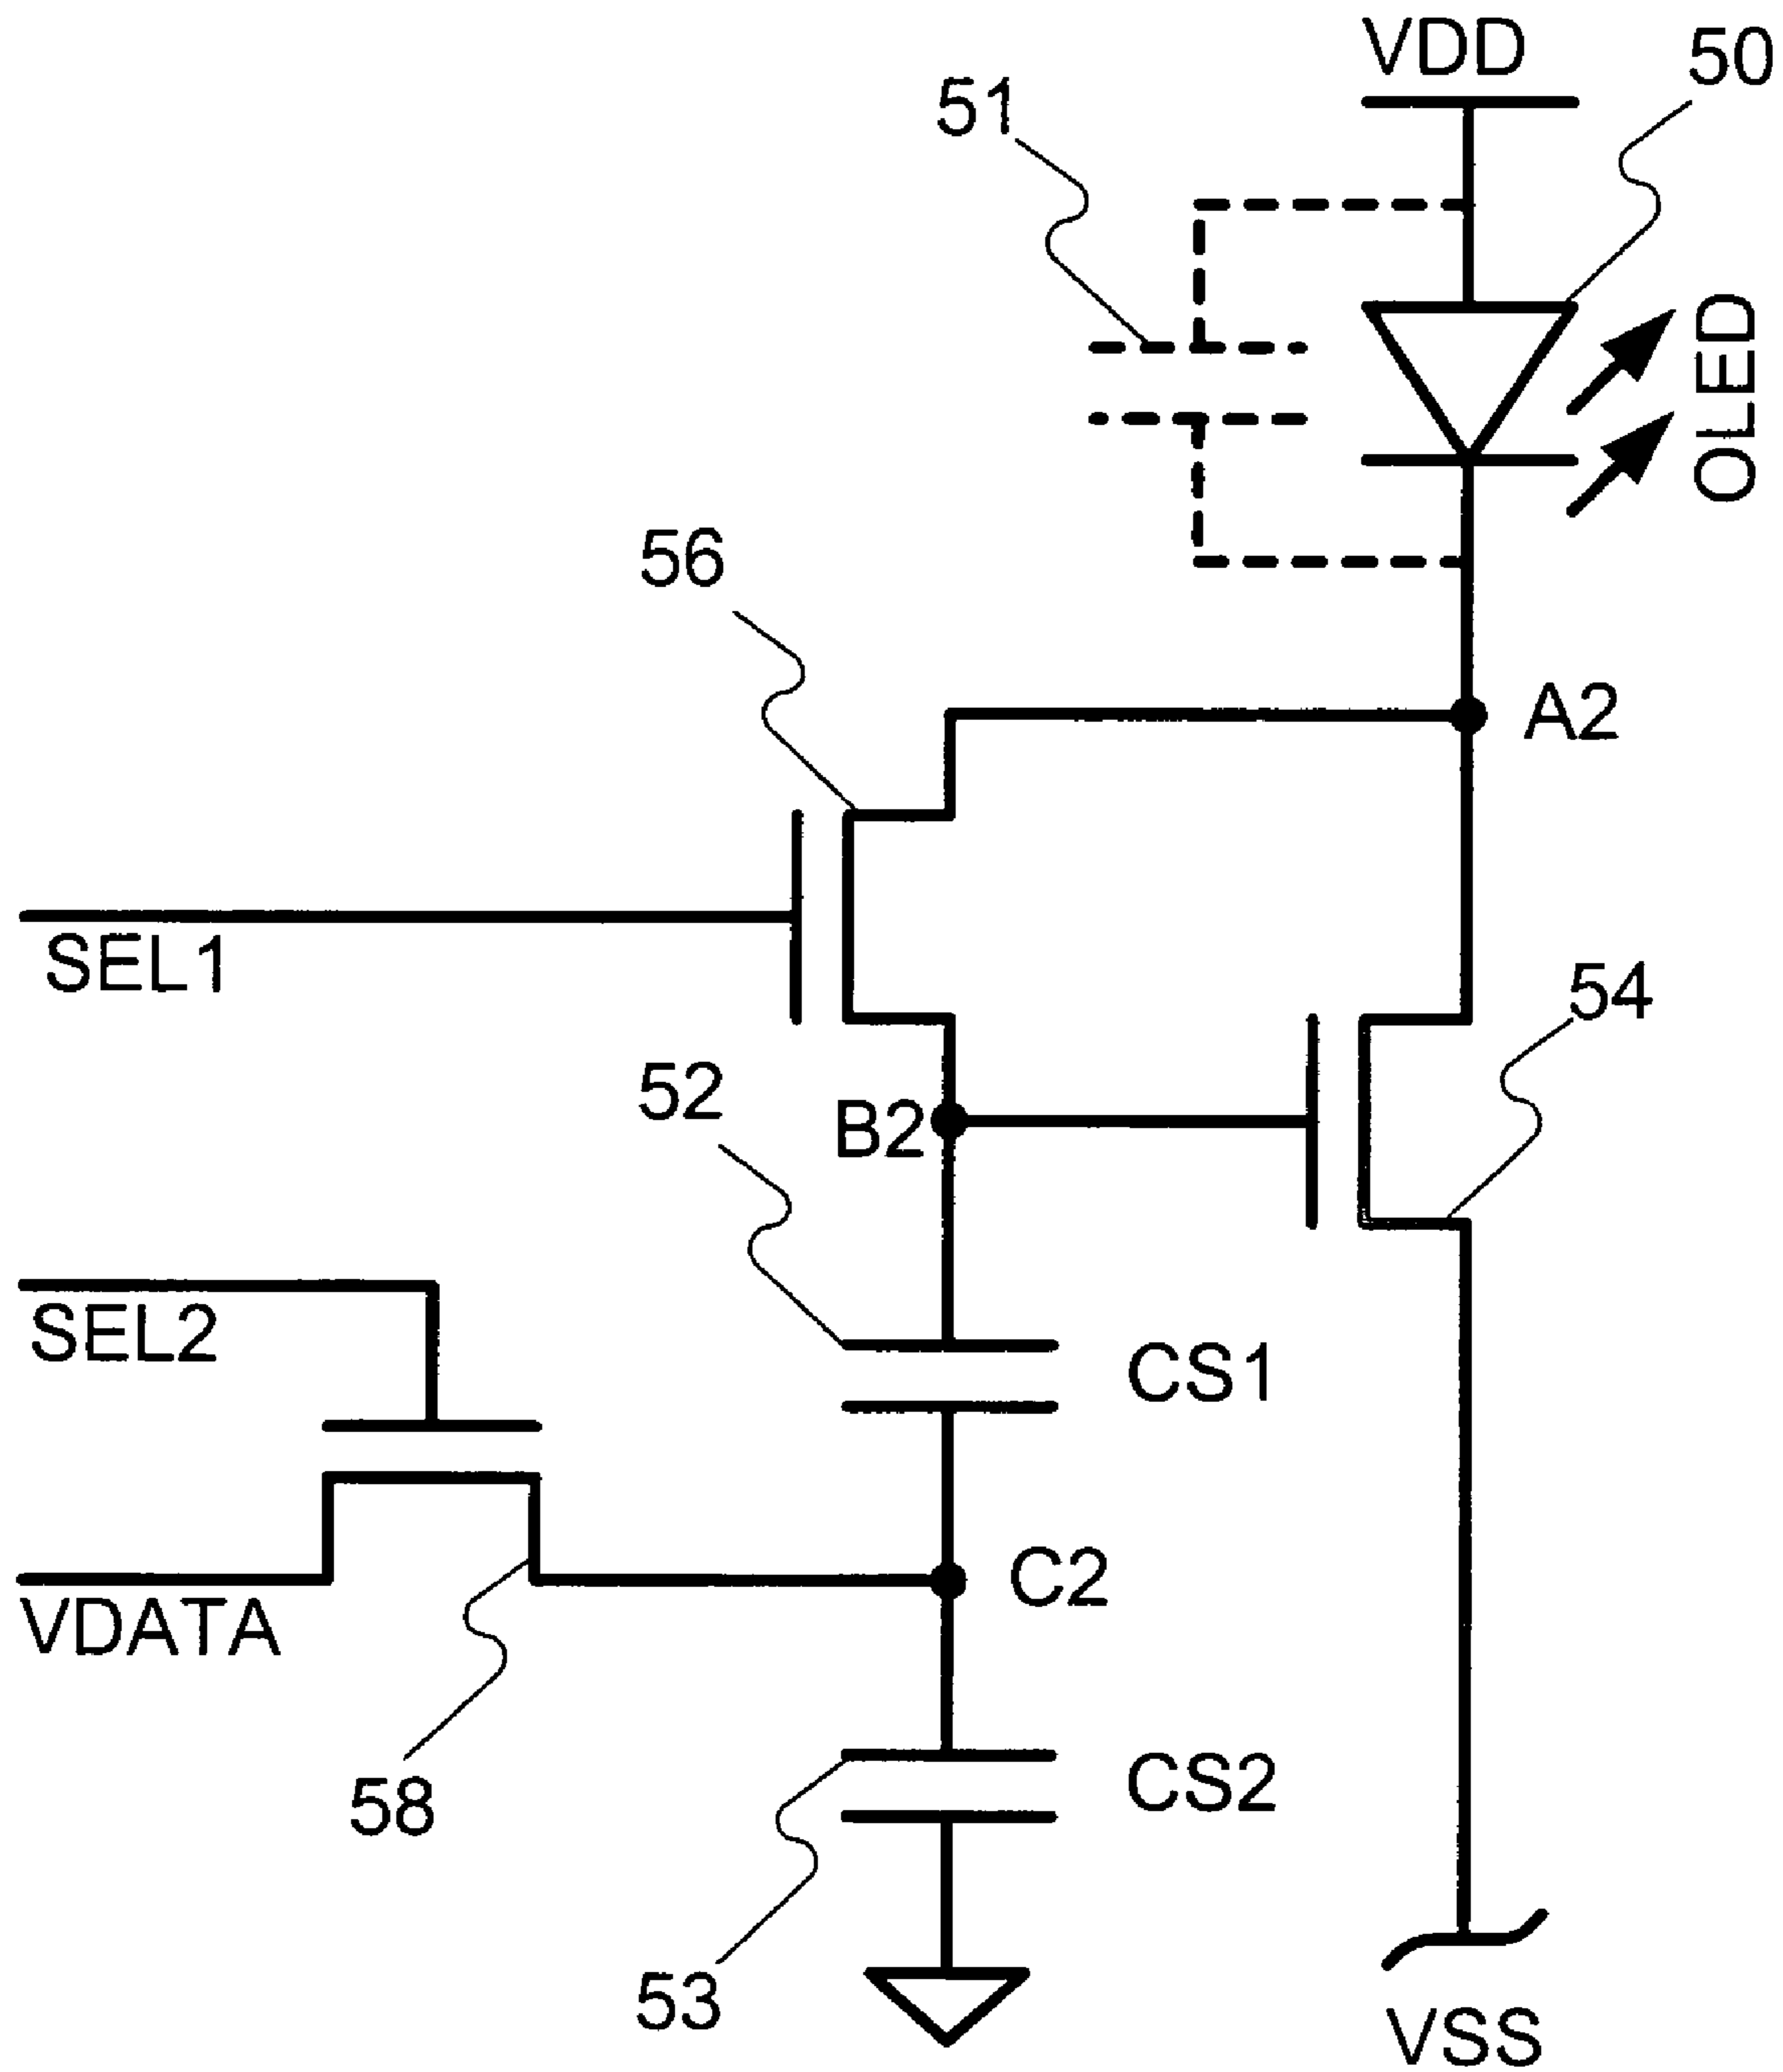 VDD
50
51
OLED
56
A2
SEL1
54
52
B2
SEL2
CS1
C2
VDATA
CS2
58
53
VSS